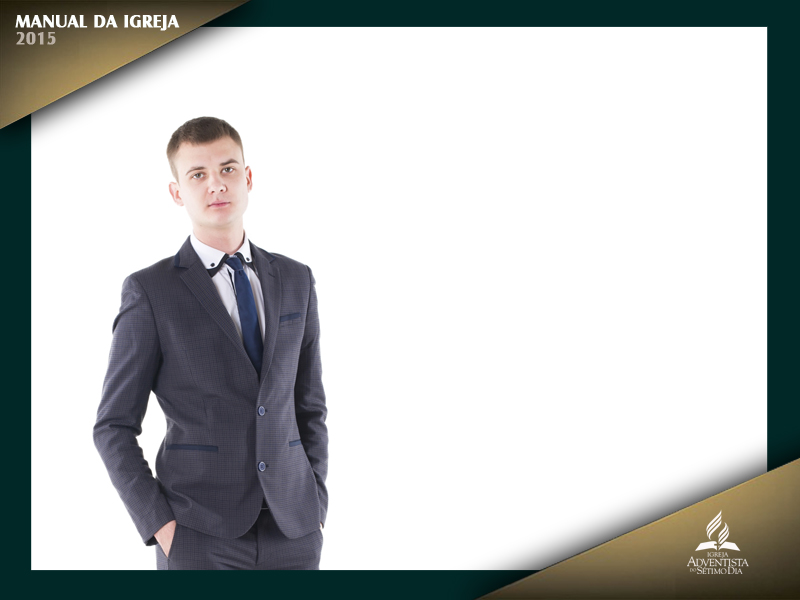 MANUAL DA IGREJA
2015
IGREJA
ADVENTISTA
DO SÉTIMO DIA